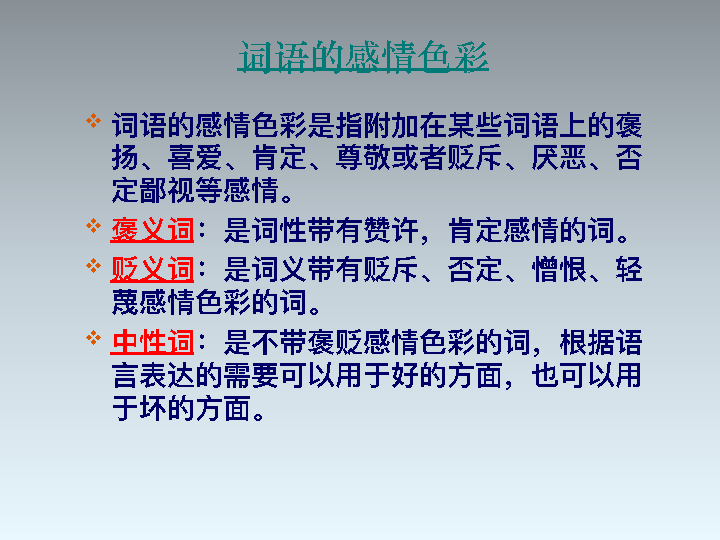 词语的感情色彩
词语的感情色彩是指附加在某些词语上的褒
扬、喜爱、肯定、尊敬或者贬斥、厌恶、否
定鄙视等感情。
褒义词：是词性带有赞许，肯定感情的词。
贬义词：是词义带有贬斥、否定、憎恨、轻
蔑感情色彩的词。
中性词：是不带褒贬感情色彩的词，根据语
言表达的需要可以用于好的方面，也可以用
于坏的方面。